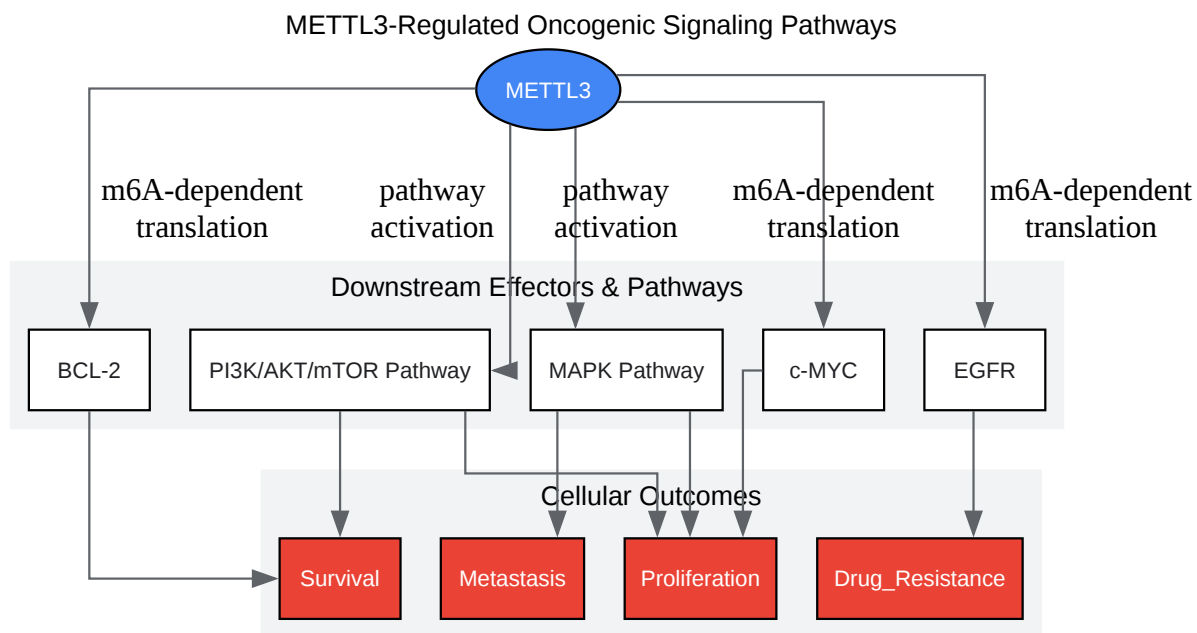 METTL3-Regulated Oncogenic Signaling Pathways
METTL3
m6A-dependent
translation
pathway
activation
pathway
activation
m6A-dependent
translation
m6A-dependent
translation
Downstream Effectors & Pathways
BCL-2
PI3K/AKT/mTOR Pathway
MAPK Pathway
c-MYC
EGFR
Cellular Outcomes
Survival
Metastasis
Proliferation
Drug_Resistance